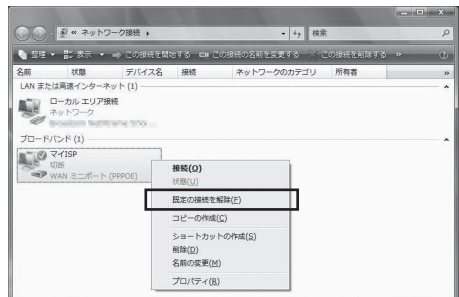 « ネットワーク接続 ▸
検索
整理 ▾ 表示 ▾ この接続を開始する この接続の名前を変更する この接続を削除する »
名前 状態 デバイス名 接続 ネットワークのカテゴリ 所有者 »
LAN または高速インターネット (1)
ローカル エリア接続
ネットワーク
ブロードバンド (1)
マイISP
切断
WAN ミニポート (PPPOE)
接続(O)
状態(U)
既定の接続を解除(F)
コピーの作成(C)
ショートカットの作成(S)
削除(D)
名前の変更(M)
プロパティ(R)